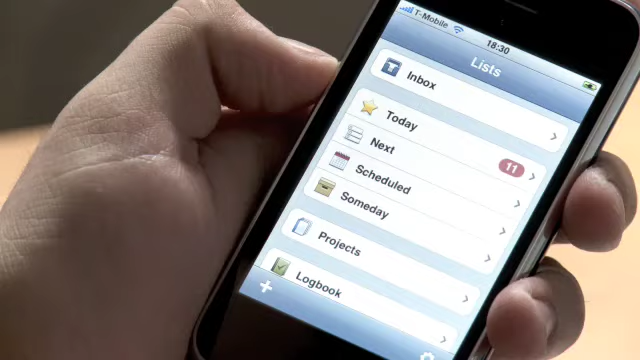 T-Mobile
18:30
Lists
Inbox
Today
11
Next
Scheduled
Someday
Projects
Logbook